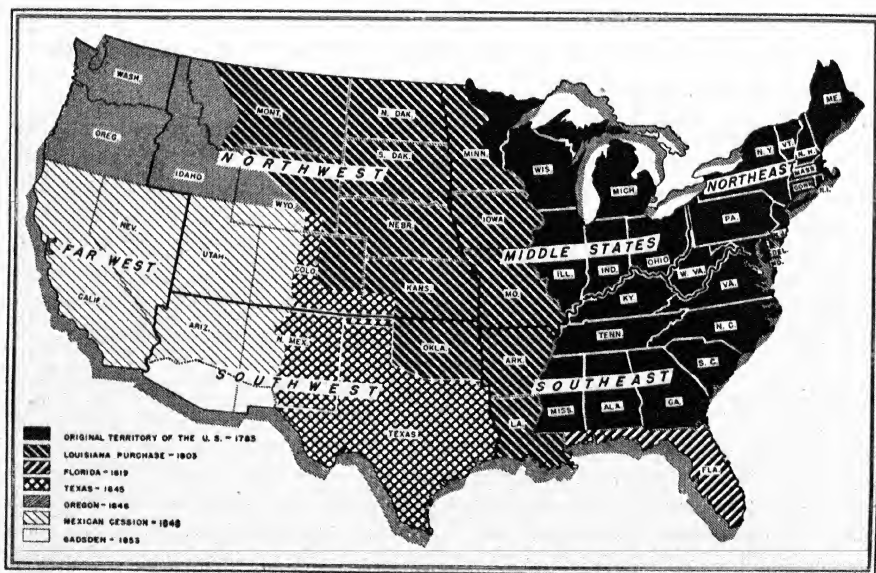 WASH.
OREG.
IDAHO
MONT.
N. DAK.
S. DAK.
MINN.
WIS.
MICH.
N.Y.
VT.
N.H.
ME.
MASS.
CONN.
R.I.
NORTHWEST
NORTHEAST
WYO.
NEBR.
IOWA
PA.
NEV.
UTAH
COLO.
KANS.
MO.
MIDDLE STATES
ILL.
IND.
OHIO
W. VA.
VA.
DEL.
MD.
FAR WEST
CALIF.
KY.
ARIZ.
N. MEX.
OKLA.
ARK.
TENN.
N. C.
S. C.
SOUTHWEST
SOUTHEAST
TEXAS
LA.
MISS.
ALA.
GA.
FLA.
ORIGINAL TERRITORY OF THE U. S. - 1783
LOUISIANA PURCHASE - 1803
FLORIDA - 1819
TEXAS - 1845
OREGON - 1846
MEXICAN CESSION - 1848
GADSDEN - 1853